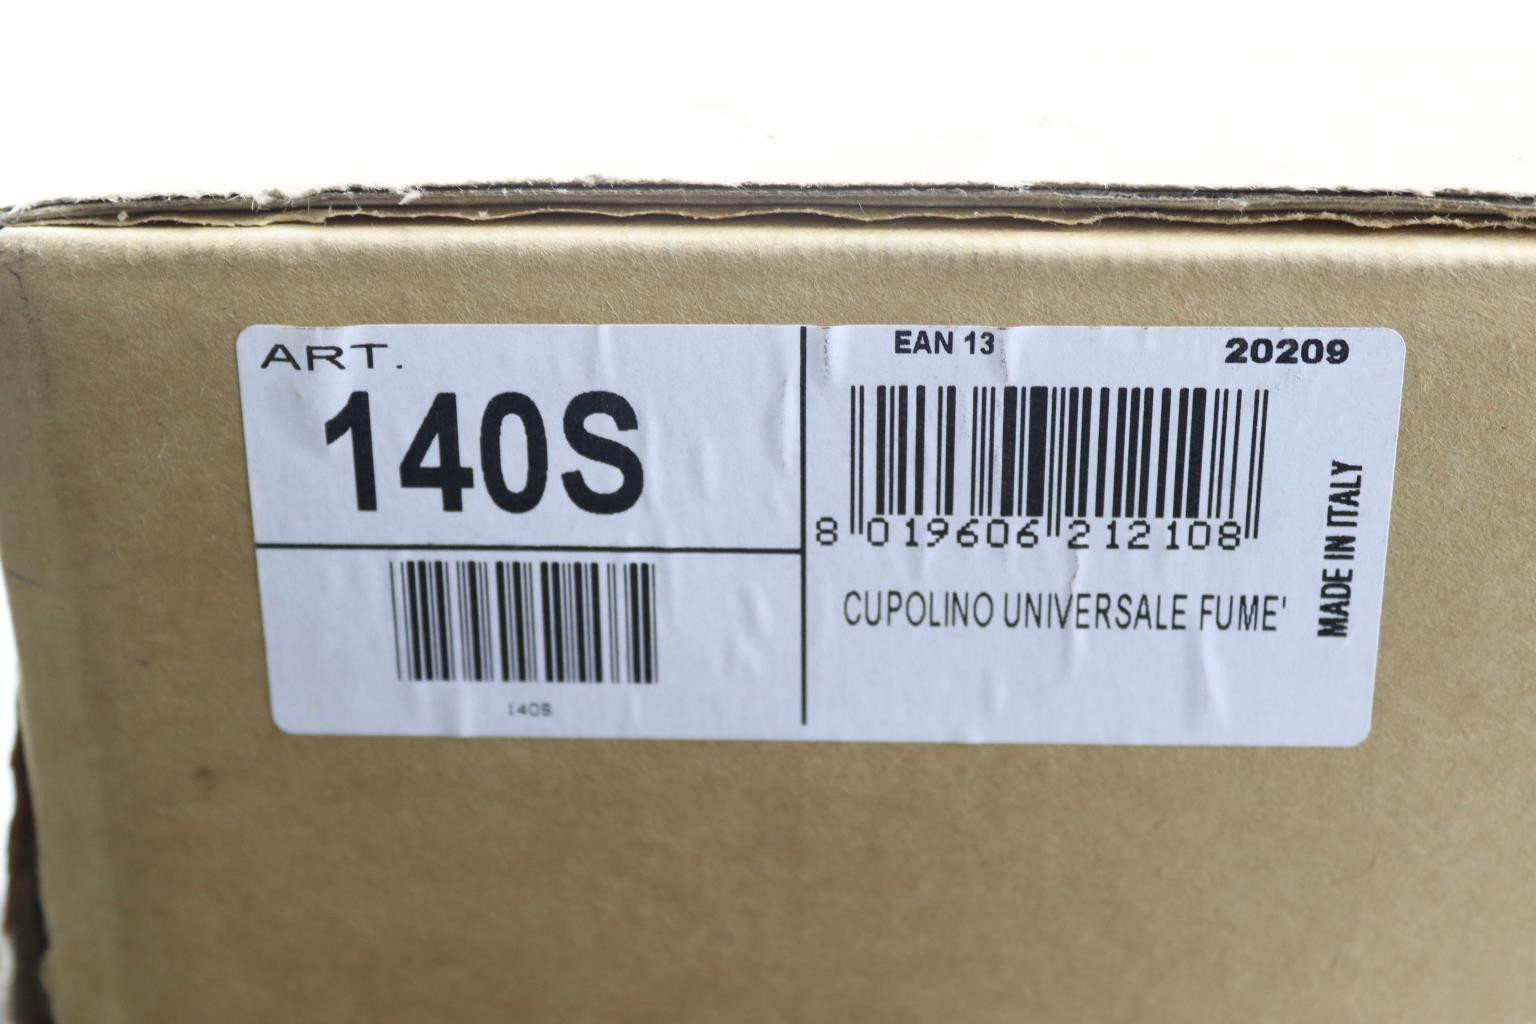 ART.
140S
140S
EAN 13
20209
8 019606 212108
CUPOLINO UNIVERSALE FUME'
MADE IN ITALY